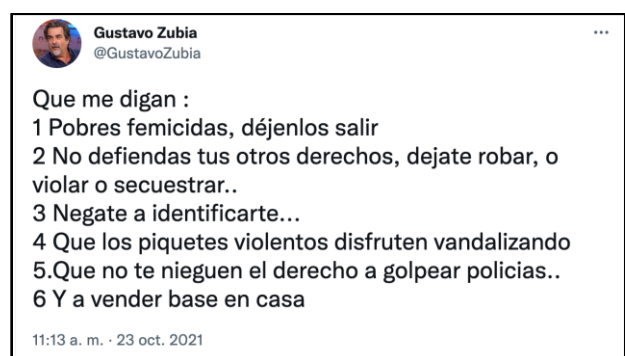 Gustavo Zubia
@GustavoZubia
Que me digan :
1 Pobres femicidas, déjenlos salir
2 No defiendas tus otros derechos, dejate robar, o
violar o secuestrar..
3 Negate a identificarte...
4 Que los piquetes violentos disfruten vandalizando
5.Que no te nieguen el derecho a golpear policias..
6 Y a vender base en casa
11:13 a. m. · 23 oct. 2021